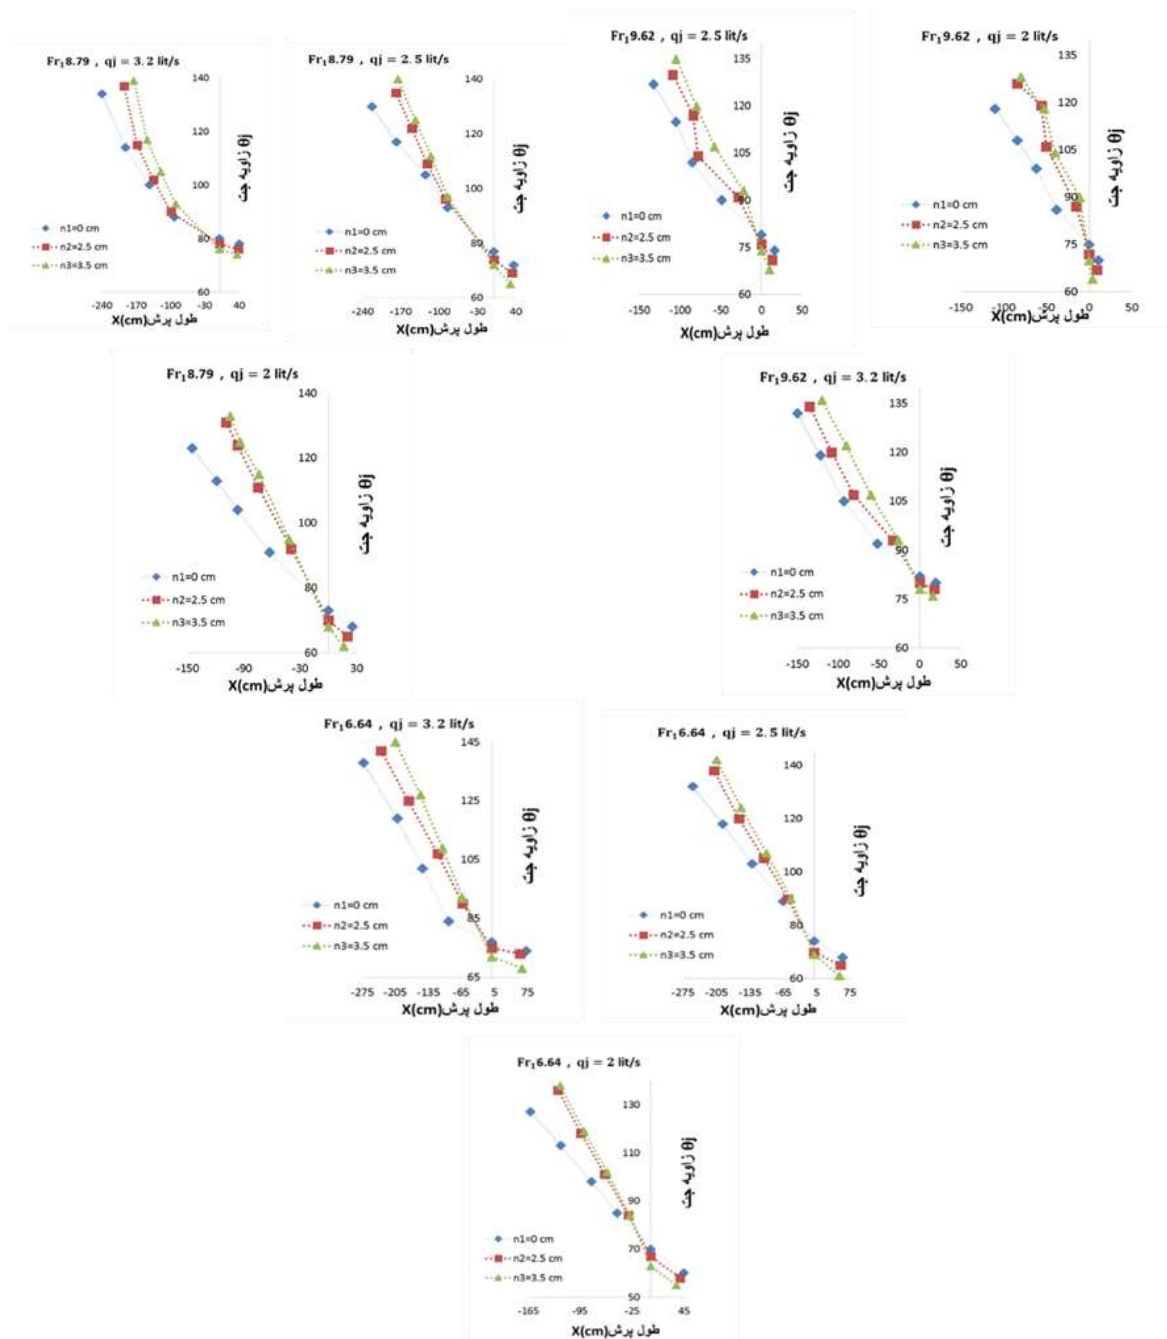 Fr₁8.79 , qj = 3.2 lit/s
140
120
100
80
60
زاویه جت θj
n1=0 cm
n2=2.5 cm
n3=3.5 cm
-240 -170 -100 -30 40
طول پرش X(cm)
Fr₁8.79 , qj = 2.5 lit/s
140
120
100
80
60
زاویه جت θj
n1=0 cm
n2=2.5 cm
n3=3.5 cm
-240 -170 -100 -30 40
طول پرش X(cm)
Fr₁9.62 , qj = 2.5 lit/s
135
120
105
90
75
60
زاویه جت θj
n1=0 cm
n2=2.5 cm
n3=3.5 cm
-150 -100 -50 0 50
طول پرش X(cm)
Fr₁9.62 , qj = 2 lit/s
135
120
105
90
75
60
زاویه جت θj
n1=0 cm
n2=2.5 cm
n3=3.5 cm
-150 -100 -50 0 50
طول پرش X(cm)
Fr₁8.79 , qj = 2 lit/s
140
120
100
80
60
زاویه جت θj
n1=0 cm
n2=2.5 cm
n3=3.5 cm
-150 -90 -30 30
طول پرش X(cm)
Fr₁9.62 , qj = 3.2 lit/s
135
120
105
90
75
60
زاویه جت θj
n1=0 cm
n2=2.5 cm
n3=3.5 cm
-150 -100 -50 0 50
طول پرش X(cm)
Fr₁6.64 , qj = 3.2 lit/s
145
125
105
85
65
زاویه جت θj
n1=0 cm
n2=2.5 cm
n3=3.5 cm
-275 -205 -135 -65 5 75
طول پرش X(cm)
Fr₁6.64 , qj = 2.5 lit/s
140
120
100
80
60
زاویه جت θj
n1=0 cm
n2=2.5 cm
n3=3.5 cm
-275 -205 -135 -65 5 75
طول پرش X(cm)
Fr₁6.64 , qj = 2 lit/s
130
110
90
70
50
زاویه جت θj
n1=0 cm
n2=2.5 cm
n3=3.5 cm
-165 -95 -25 45
طول پرش X(cm)